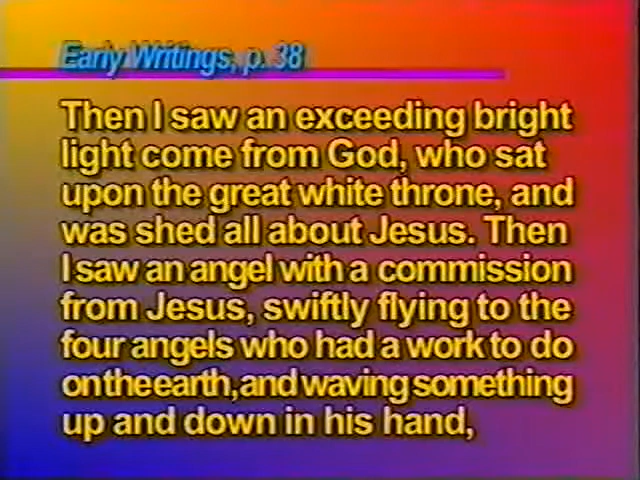 Early Writings, p. 38
Then I saw an exceeding bright
light come from God, who sat
upon the great white throne, and
was shed all about Jesus. Then
I saw an angel with a commission
from Jesus, swiftly flying to the
four angels who had a work to do
on the earth, and waving something
up and down in his hand,